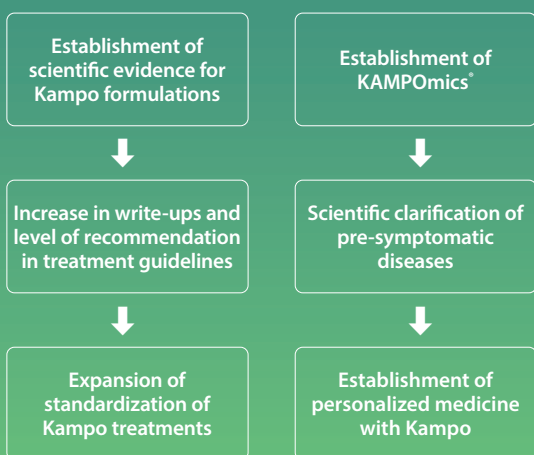 Establishment of
scientific evidence for
Kampo formulations
Increase in write-ups and
level of recommendation
in treatment guidelines
Expansion of
standardization of
Kampo treatments
Establishment of
KAMPOmics*
Scientific clarification of
pre-symptomatic
diseases
Establishment of
personalized medicine
with Kampo